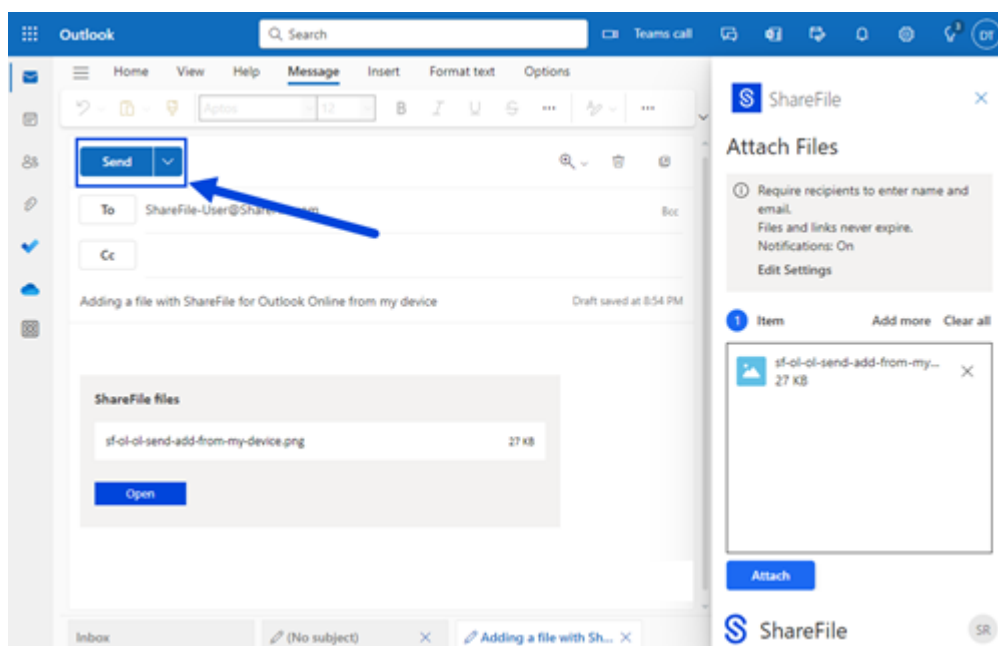 Outlook
Search
Teams call
3
DT
Home View Help Message Insert Format text Options
Aptos 12 B I U S ... ...
Send
To ShareFile-User@Share Bcc
Cc
Adding a file with ShareFile for Outlook Online from my device Draft saved at 8:54 PM
ShareFile files
sf-ol-ol-send-add-from-my-device.png 27 KB
Open
Inbox (No subject) Adding a file with Sh...
S ShareFile
Attach Files
Require recipients to enter name and
email.
Files and links never expire.
Notifications: On
Edit Settings
1 Item Add more Clear all
sf-ol-ol-send-add-from-my...
27 KB
Attach
S ShareFile SR